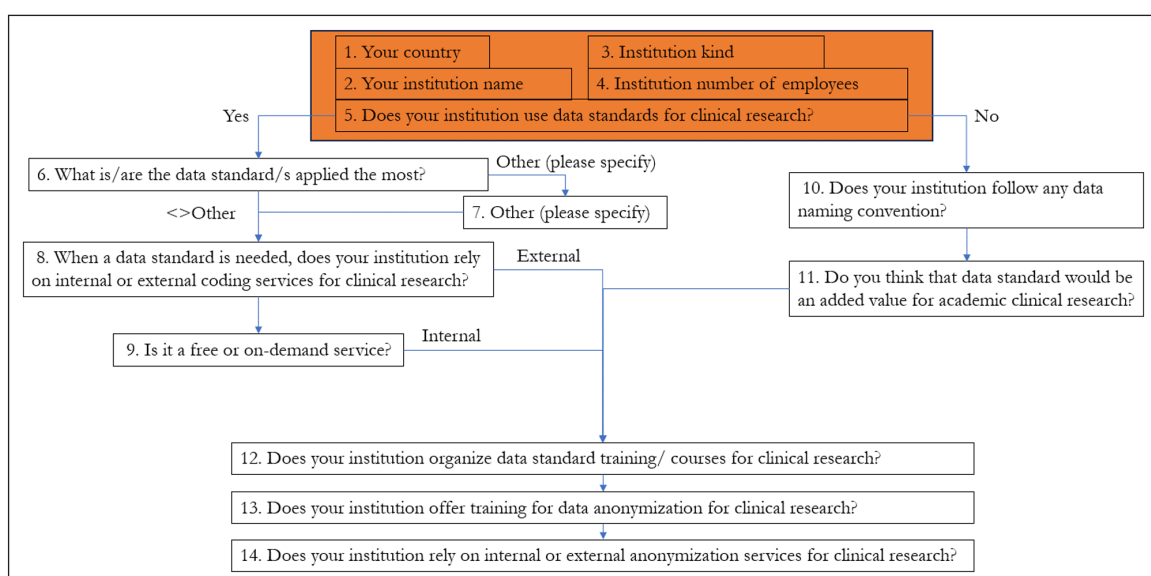 1. Your country
3. Institution kind
2. Your institution name
4. Institution number of employees
Yes
5. Does your institution use data standards for clinical research?
No
6. What is/are the data standard/s applied the most?
Other (please specify)
<>Other
7. Other (please specify)
10. Does your institution follow any data
naming convention?
8. When a data standard is needed, does your institution rely
on internal or external coding services for clinical research?
External
11. Do you think that data standard would be
an added value for academic clinical research?
9. Is it a free or on-demand service?
Internal
12. Does your institution organize data standard training/ courses for clinical research?
13. Does your institution offer training for data anonymization for clinical research?
14. Does your institution rely on internal or external anonymization services for clinical research?